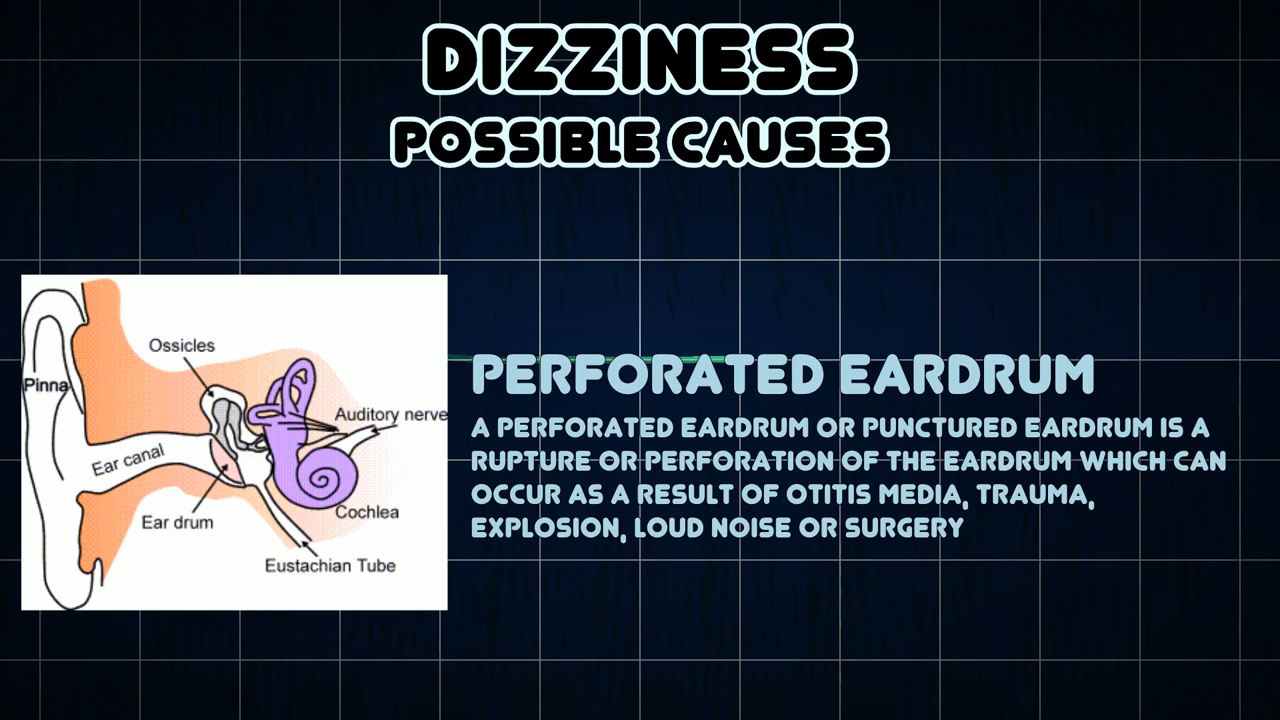 DIZZINESS
POSSIBLE CAUSES
Ossicles
Pinna
Auditory nerve
Ear canal
Cochlea
Ear drum
Eustachian Tube
PERFORATED EARDRUM
A PERFORATED EARDRUM OR PUNCTURED EARDRUM IS A
RUPTURE OR PERFORATION OF THE EARDRUM WHICH CAN
OCCUR AS A RESULT OF OTITIS MEDIA, TRAUMA,
EXPLOSION, LOUD NOISE OR SURGERY